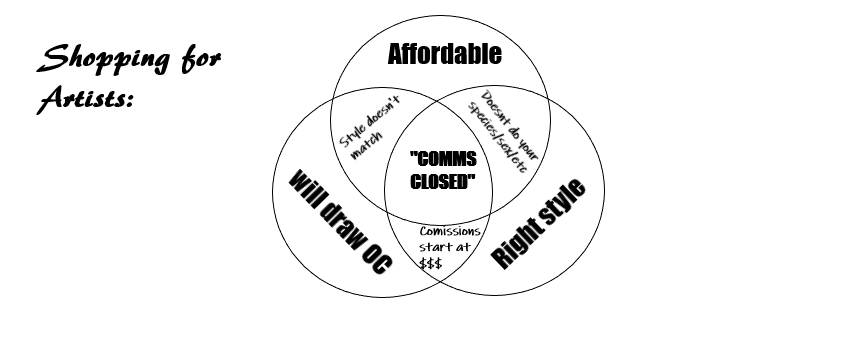 Shopping for
Artists:
Affordable
Style doesn't
match
Doesnt do your
species/sex/etc
"COMMS
CLOSED"
will draw OC
Right style
Comissions
start at
$$$